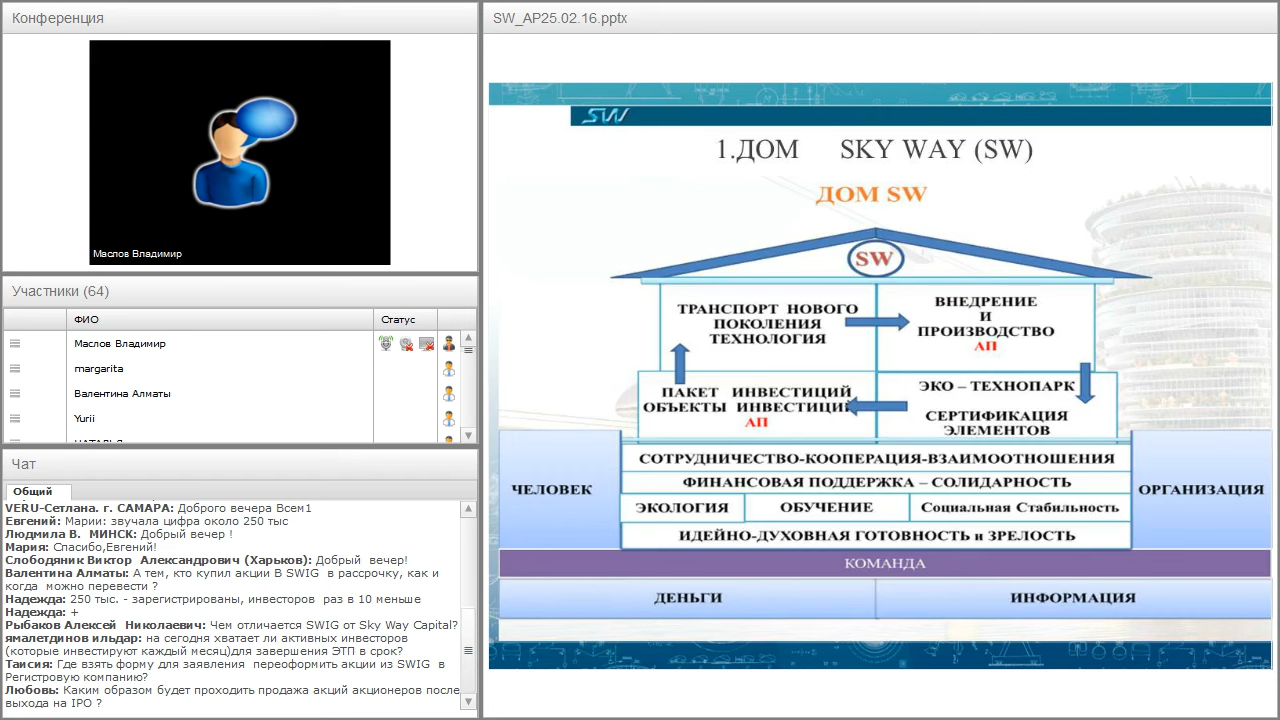 Конференция
Маслов Владимир
Участники (64)
ФИО
Статус
Маслов Владимир
margarita
Валентина Алматы
Yurii
Чат
Общий
VERU-Сетлана. г. САМАРА: Доброго вечера Всем1
Евгений: Марии: звучала цифра около 250 тыс
Людмила В. МИНСК: Добрый вечер !
Мария: Спасибо,Евгений!
Слободяник Виктор Александрович (Харьков): Добрый вечер!
Валентина Алматы: А тем, кто купил акции В SWIG в рассрочку, как и
когда можно перевести ?
Надежда: 250 тыс. - зарегистрированы, инвесторов раз в 10 меньше
Надежда: +
Рыбаков Алексей Николаевич: Чем отличается SWIG от Sky Way Capital?
ямалетдинов ильдар: на сегодня хватает ли активных инвесторов
(которые инвестируют каждый месяц)для завершения ЭТП в срок?
Таисия: Где взять форму для заявления переоформить акции из SWIG в
Регистровую компанию?
Любовь: Каким образом будет проходить продажа акций акционеров после
выхода на IPO ?
SW_AP25.02.16.pptx
SW
1.ДОМ SKY WAY (SW)
ДОМ SW
SW
ТРАНСПОРТ НОВОГО
ПОКОЛЕНИЯ
ТЕХНОЛОГИЯ
ВНЕДРЕНИЕ
И
ПРОИЗВОДСТВО
АП
ПАКЕТ ИНВЕСТИЦИЙ
ОБЪЕКТЫ ИНВЕСТИЦИЙ
АП
ЭКО – ТЕХНОПАРК
СЕРТИФИКАЦИЯ
ЭЛЕМЕНТОВ
ЧЕЛОВЕК
СОТРУДНИЧЕСТВО-КООПЕРАЦИЯ-ВЗАИМООТНОШЕНИЯ
ФИНАНСОВАЯ ПОДДЕРЖКА – СОЛИДАРНОСТЬ
ЭКОЛОГИЯ
ОБУЧЕНИЕ
Социальная Стабильность
ИДЕЙНО-ДУХОВНАЯ ГОТОВНОСТЬ и ЗРЕЛОСТЬ
ОРГАНИЗАЦИЯ
КОМАНДА
ДЕНЬГИ
ИНФОРМАЦИЯ